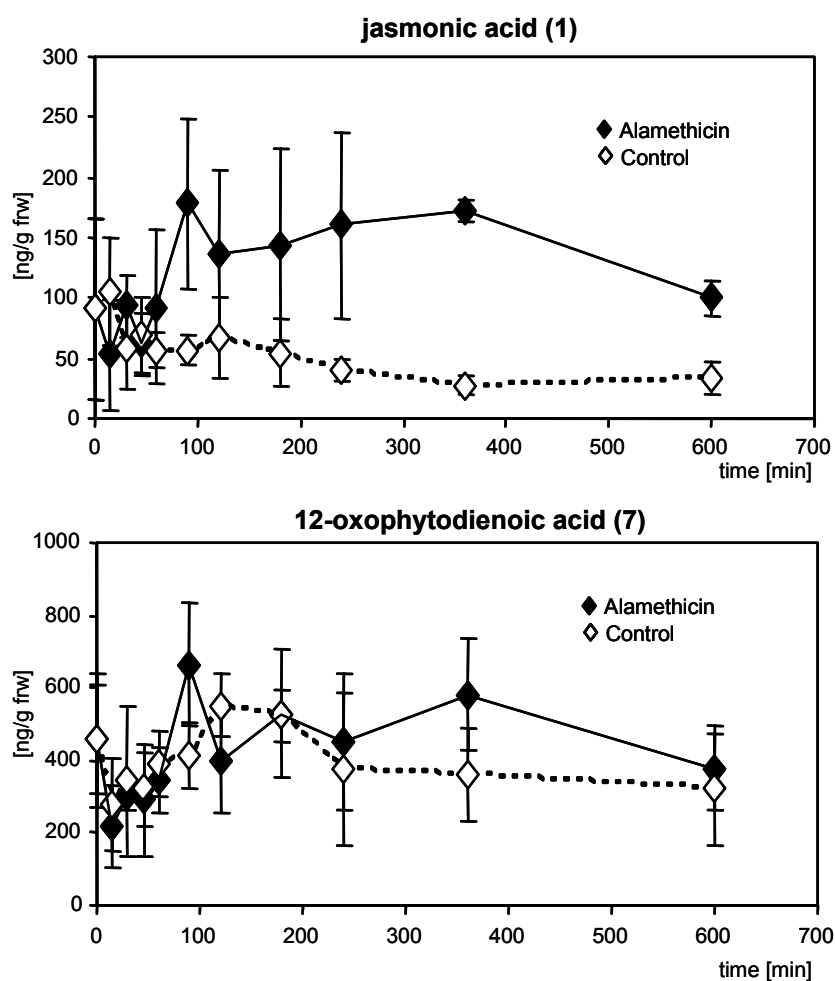 jasmonic acid (1)
300
250
200
150
100
50
0
[ng/g frw]
Alamethicin
Control
0 100 200 300 400 500 600 700
time [min]
12-oxophytodienoic acid (7)
1000
800
600
400
200
0
[ng/g frw]
Alamethicin
Control
0 100 200 300 400 500 600 700
time [min]